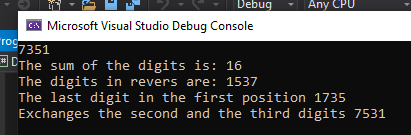 Debug
Any CPU
Microsoft Visual Studio Debug Console
7351
The sum of the digits is: 16
The digits in revers are: 1537
The last digit in the first position 1735
Exchanges the second and the third digits 7531